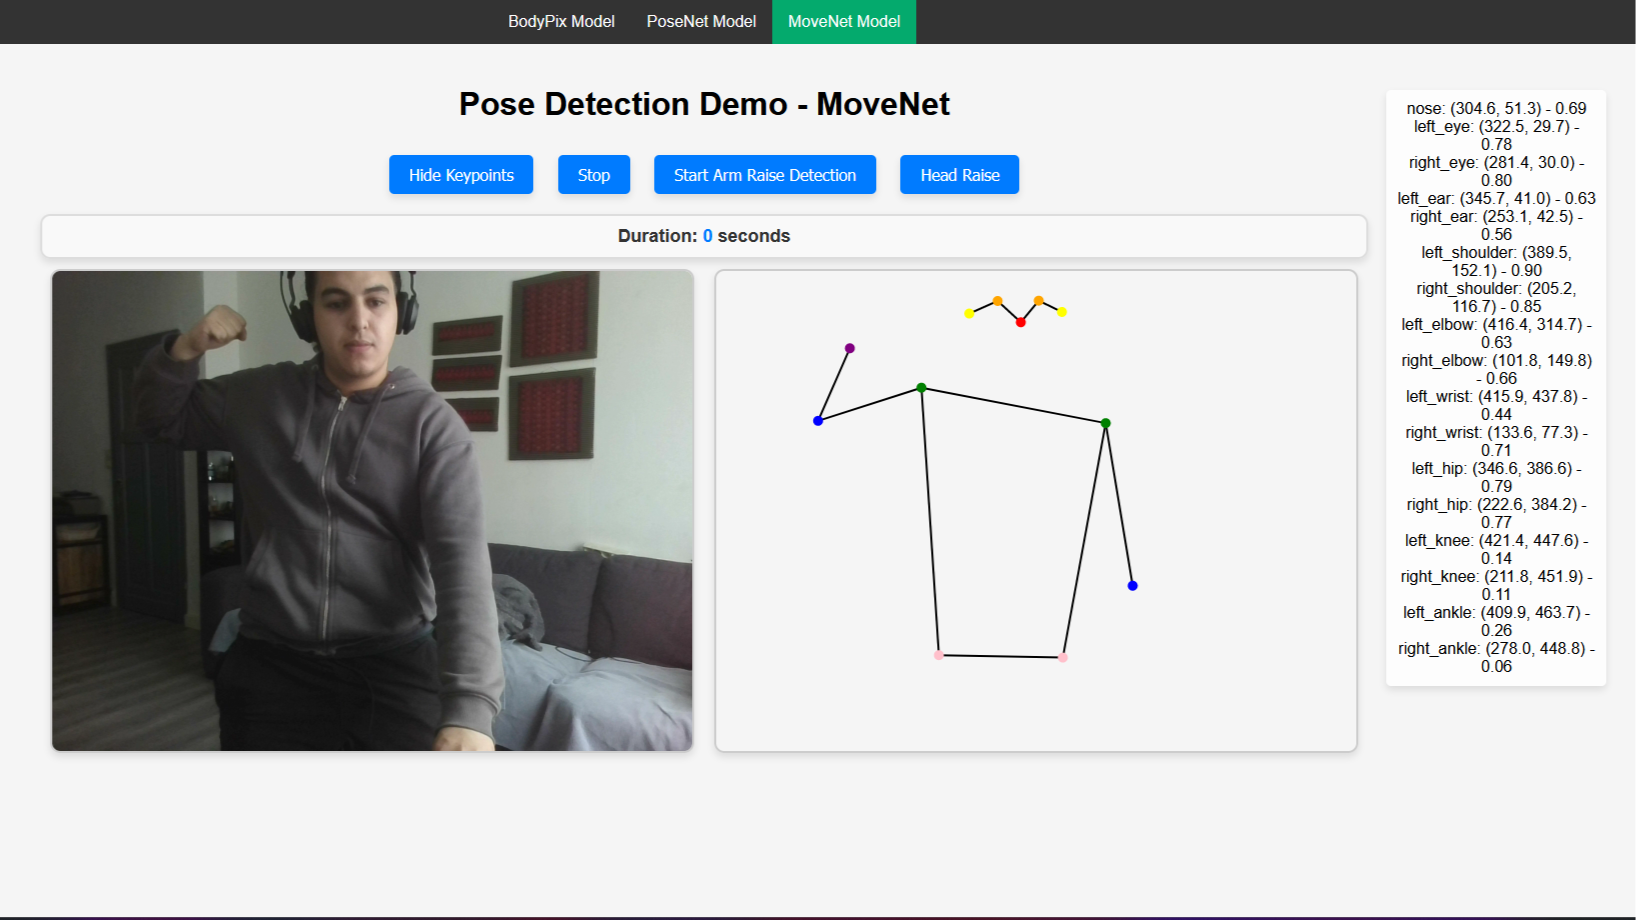 BodyPix Model PoseNet Model MoveNet Model
Pose Detection Demo - MoveNet
Hide Keypoints Stop Start Arm Raise Detection Head Raise
Duration: 0 seconds
nose: (304.6, 51.3) - 0.69
left_eye: (322.5, 29.7) -
0.78
right_eye: (281.4, 30.0) -
0.80
left_ear: (345.7, 41.0) - 0.63
right_ear: (253.1, 42.5) -
0.56
left_shoulder: (389.5,
152.1) - 0.90
right_shoulder: (205.2,
116.7) - 0.85
left_elbow: (416.4, 314.7) -
0.63
right_elbow: (101.8, 149.8)
- 0.66
left_wrist: (415.9, 437.8) -
0.44
right_wrist: (133.6, 77.3) -
0.71
left_hip: (346.6, 386.6) -
0.79
right_hip: (222.6, 384.2) -
0.77
left_knee: (421.4, 447.6) -
0.14
right_knee: (211.8, 451.9) -
0.11
left_ankle: (409.9, 463.7) -
0.26
right_ankle: (278.0, 448.8) -
0.06